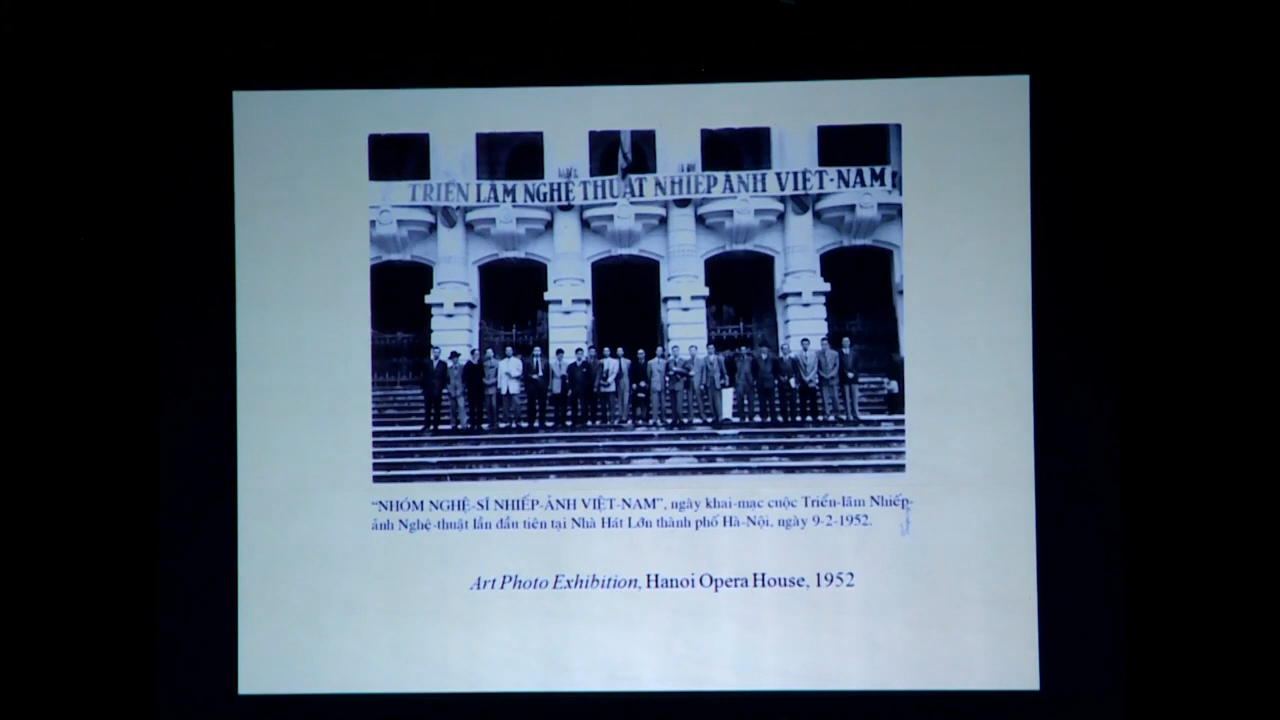 TRIỂN LÃM NGHỆ THUẬT NHIẾP ẢNH VIỆT-NAM
“NHÓM NGHỆ-SĨ NHIẾP-ẢNH VIỆT-NAM”, ngày khai-mạc cuộc Triển-lãm Nhiếp-
ảnh Nghệ-thuật lần đầu tiên tại Nhà Hát Lớn thành phố Hà-Nội, ngày 9-2-1952.
Art Photo Exhibition, Hanoi Opera House, 1952